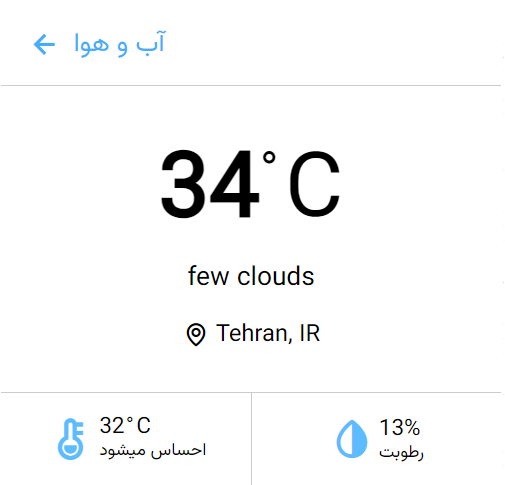 آب و هوا
34°C
few clouds
Tehran, IR
32°C
احساس میشود
13%
رطوبت